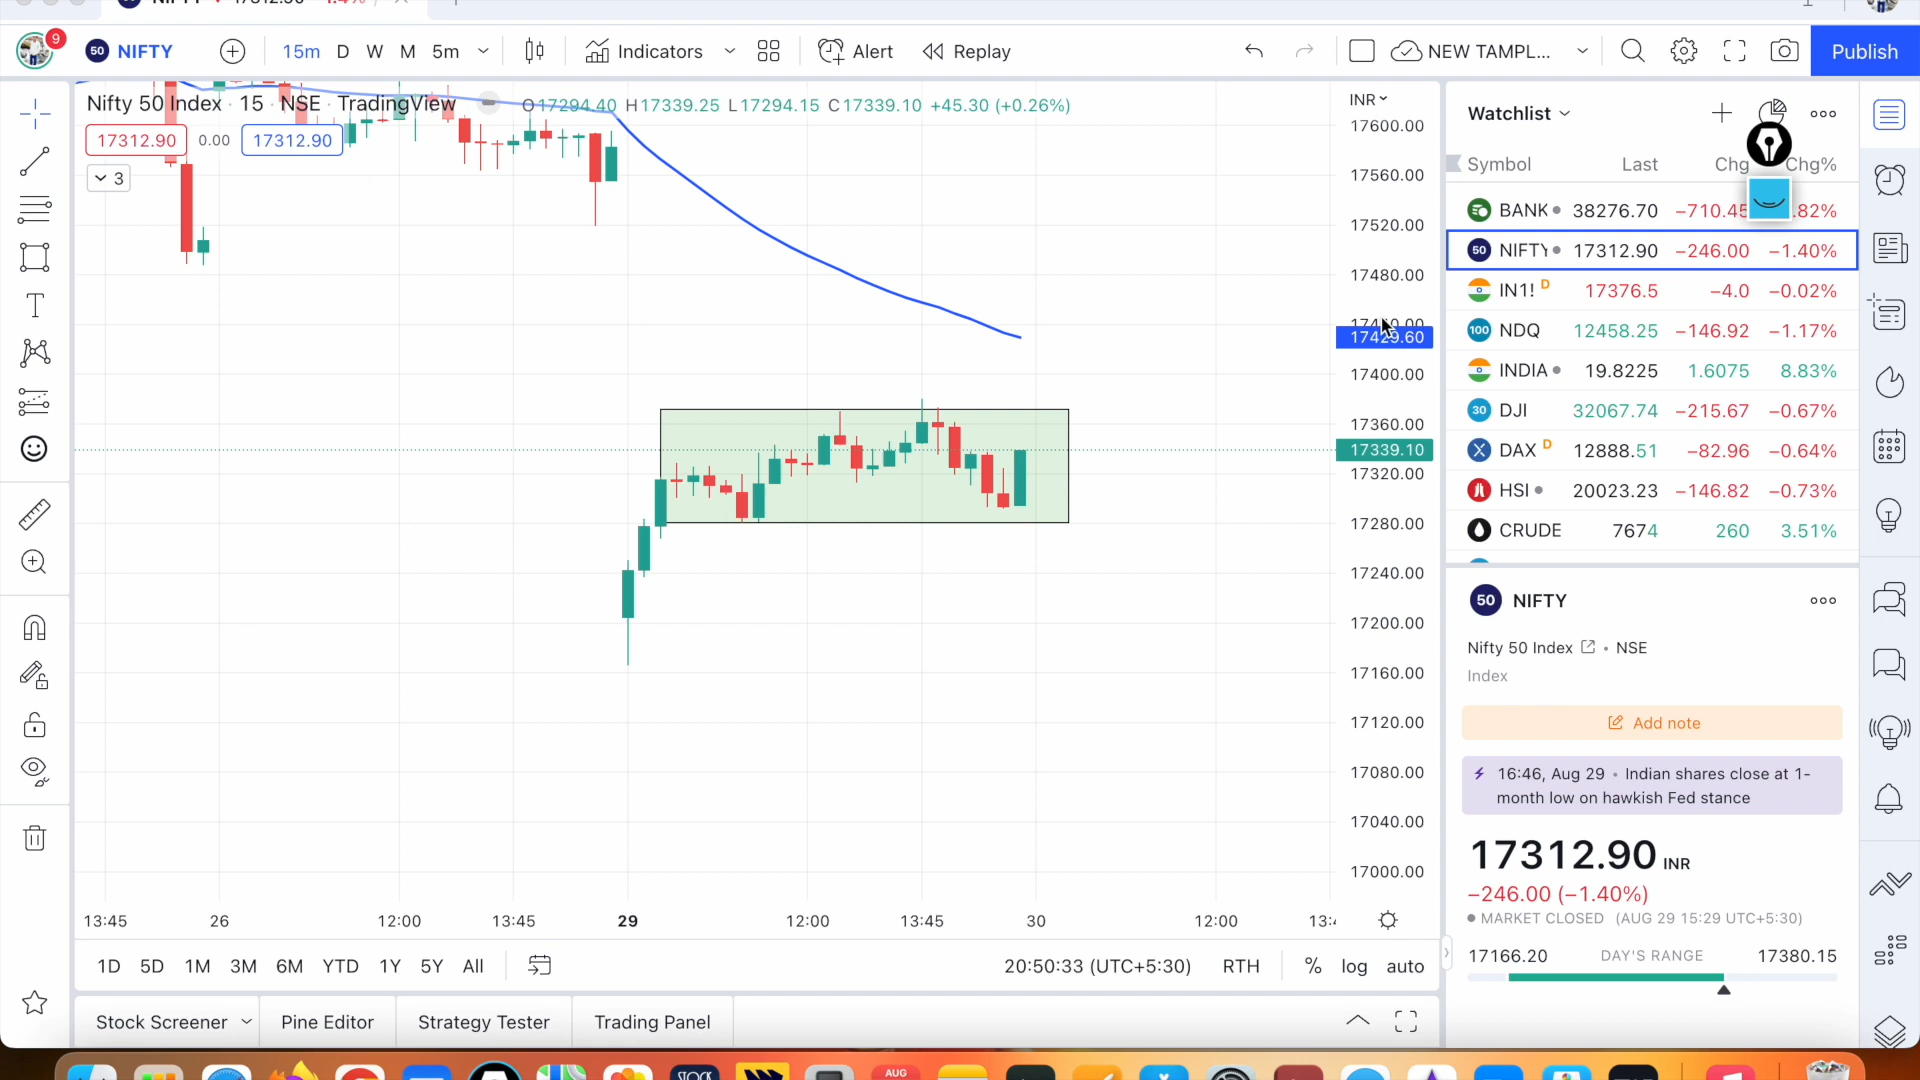 9
50 NIFTY
15m D W M 5m
Indicators
Alert
Replay
NEW TAMPL...
Publish
Nifty 50 Index · 15 · NSE TradingView
O17294.40 H17339.25 L17294.15 C17339.10 +45.30 (+0.26%)
17312.90 0.00 17312.90
3
INR
17600.00
17560.00
17520.00
17480.00
17429.60
17400.00
17360.00
17339.10
17320.00
17280.00
17240.00
17200.00
17160.00
17120.00
17080.00
17040.00
17000.00
13:45 26 12:00 13:45 29 12:00 13:45 30 12:00
1D 5D 1M 3M 6M YTD 1Y 5Y All
20:50:33 (UTC+5:30) RTH % log auto
Stock Screener Pine Editor Strategy Tester Trading Panel
Watchlist
Symbol Last Chg Chg%
BANK 38276.70 −710.45 .82%
50 NIFTY 17312.90 −246.00 −1.40%
IN1! D 17376.5 −4.0 −0.02%
100 NDQ 12458.25 −146.92 −1.17%
INDIA 19.8225 1.6075 8.83%
30 DJI 32067.74 −215.67 −0.67%
X DAX D 12888.51 −82.96 −0.64%
HSI 20023.23 −146.82 −0.73%
CRUDE 7674 260 3.51%
50 NIFTY
Nifty 50 Index • NSE
Index
Add note
16:46, Aug 29 • Indian shares close at 1-
month low on hawkish Fed stance
17312.90 INR
−246.00 (−1.40%)
MARKET CLOSED (AUG 29 15:29 UTC+5:30)
17166.20 DAY'S RANGE 17380.15
STOCK
AUG